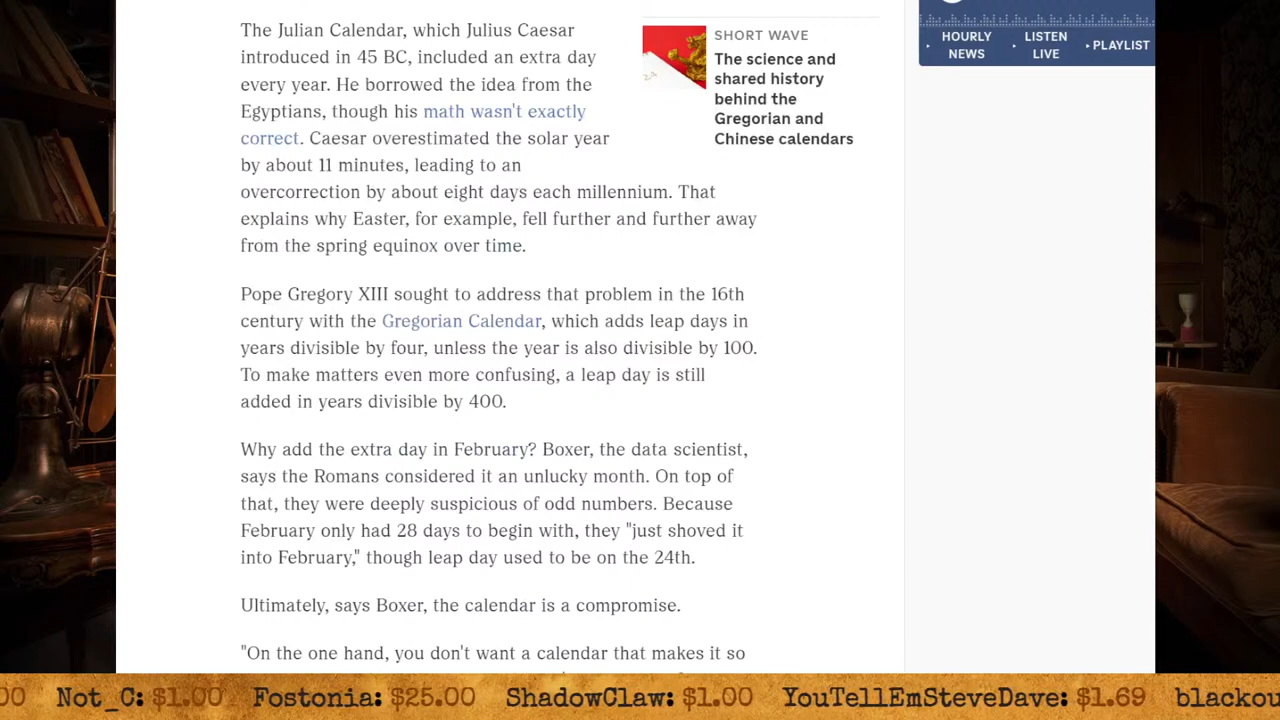 The Julian Calendar, which Julius Caesar
introduced in 45 BC, included an extra day
every year. He borrowed the idea from the
Egyptians, though his math wasn't exactly
correct. Caesar overestimated the solar year
by about 11 minutes, leading to an
overcorrection by about eight days each millennium. That
explains why Easter, for example, fell further and further away
from the spring equinox over time.
SHORT WAVE
The science and
shared history
behind the
Gregorian and
Chinese calendars
HOURLY
NEWS
LISTEN
LIVE
PLAYLIST
Pope Gregory XIII sought to address that problem in the 16th
century with the Gregorian Calendar, which adds leap days in
years divisible by four, unless the year is also divisible by 100.
To make matters even more confusing, a leap day is still
added in years divisible by 400.
Why add the extra day in February? Boxer, the data scientist,
says the Romans considered it an unlucky month. On top of
that, they were deeply suspicious of odd numbers. Because
February only had 28 days to begin with, they "just shoved it
into February," though leap day used to be on the 24th.
Ultimately, says Boxer, the calendar is a compromise.
"On the one hand, you don't want a calendar that makes it so
00 Not_C: $1.00 Fostonia: $25.00 ShadowClaw: $1.00 YouTellEmSteveDave: $1.69 blackou